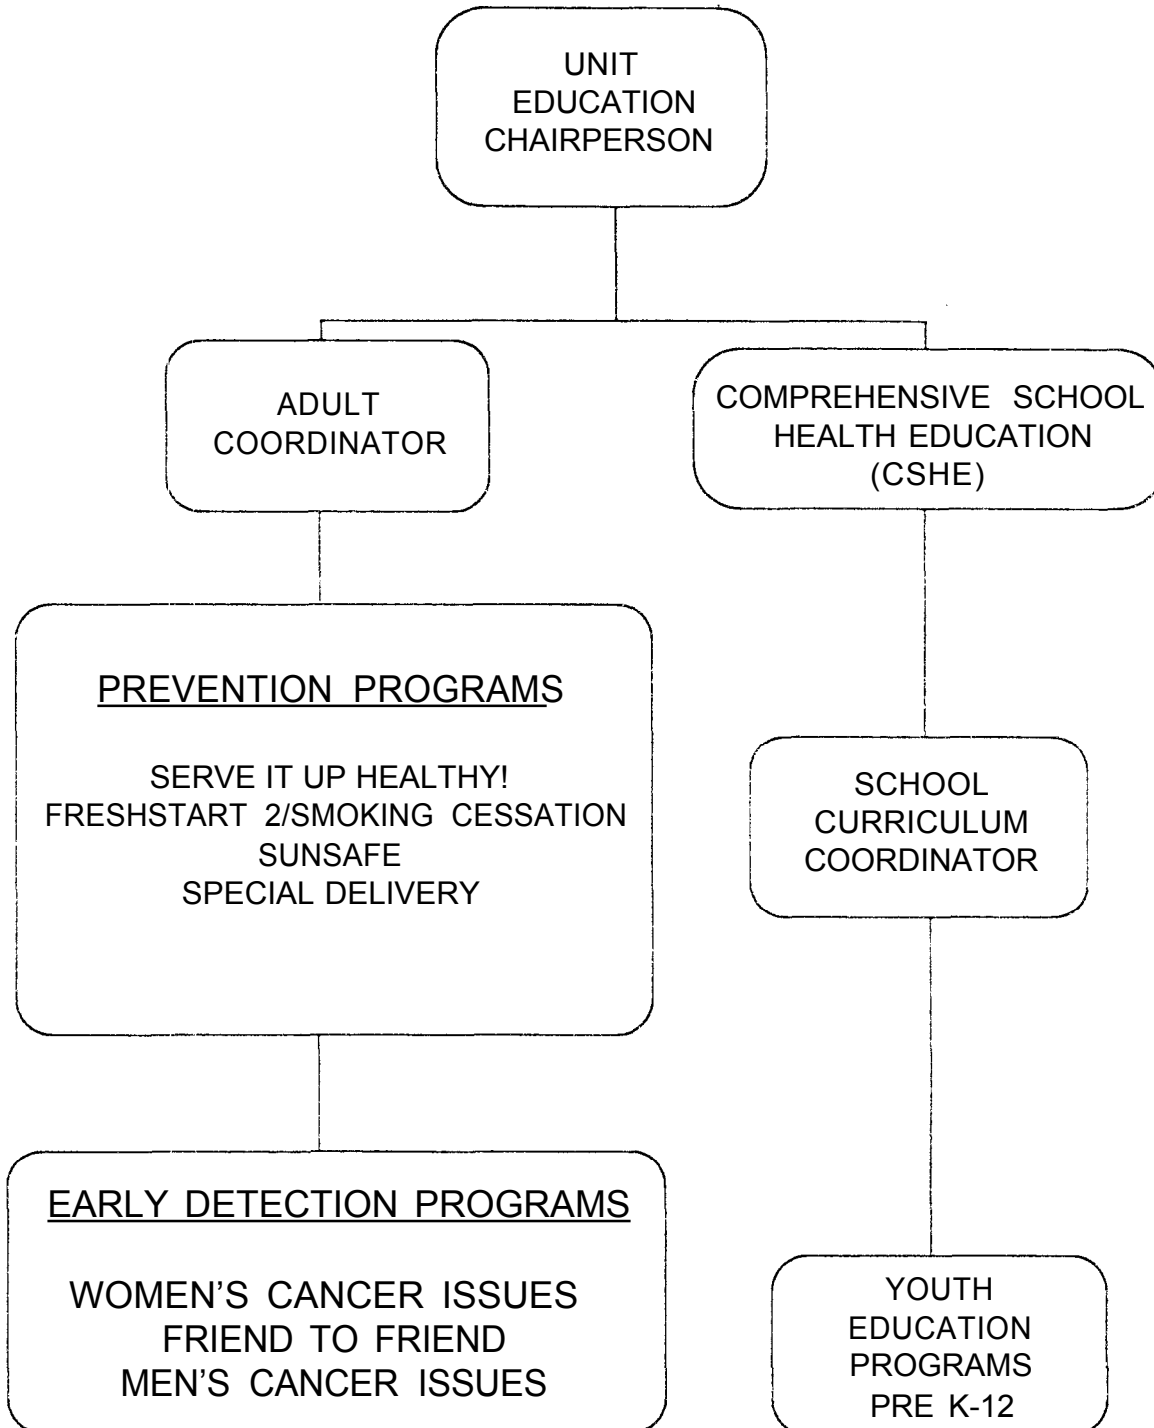 UNIT
EDUCATION
CHAIRPERSON
ADULT
COORDINATOR
COMPREHENSIVE SCHOOL
HEALTH EDUCATION
(CSHE)
PREVENTION PROGRAMS
SERVE IT UP HEALTHY!
FRESHSTART 2/SMOKING CESSATION
SUNSAFE
SPECIAL DELIVERY
SCHOOL
CURRICULUM
COORDINATOR
EARLY DETECTION PROGRAMS
WOMEN'S CANCER ISSUES
FRIEND TO FRIEND
MEN'S CANCER ISSUES
YOUTH
EDUCATION
PROGRAMS
PRE K-12